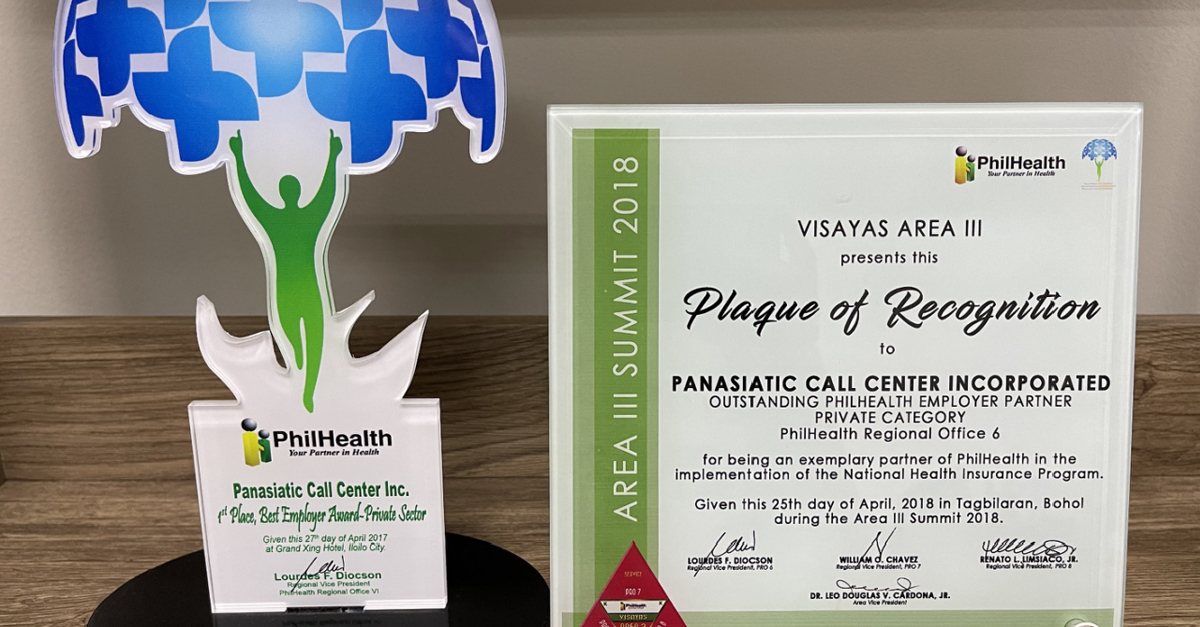 PhilHealth
Your Partner in Health
Panasiatic Call Center Inc.
1st Place, Best Employer Award-Private Sector
Given this 27th day of April 2017
at Grand Xing Hotel, Iloilo City.
Lourdes F. Diocson
Regional Vice President
PhilHealth Regional Office VI
AREA III SUMMIT 2018
PhilHealth
Your Partner in Health
VISAYAS AREA III
presents this
Plaque of Recognition
to
PANASIATIC CALL CENTER INCORPORATED
OUTSTANDING PHILHEALTH EMPLOYER PARTNER
PRIVATE CATEGORY
PhilHealth Regional Office 6
for being an exemplary partner of PhilHealth in the
implementation of the National Health Insurance Program.
Given this 25th day of April, 2018 in Tagbilaran, Bohol
during the Area III Summit 2018.
LOURDES F. DIOCSON
Regional Vice President, PRO 6
WILLIAM O. CHAVEZ
Regional Vice President, PRO 7
RENATO L. LIMSIACO, JR.
Regional Vice President, PRO 8
DR. LEO DOUGLAS V. CARDONA, JR.
Area Vice President
PhilHealth
VISAYAS